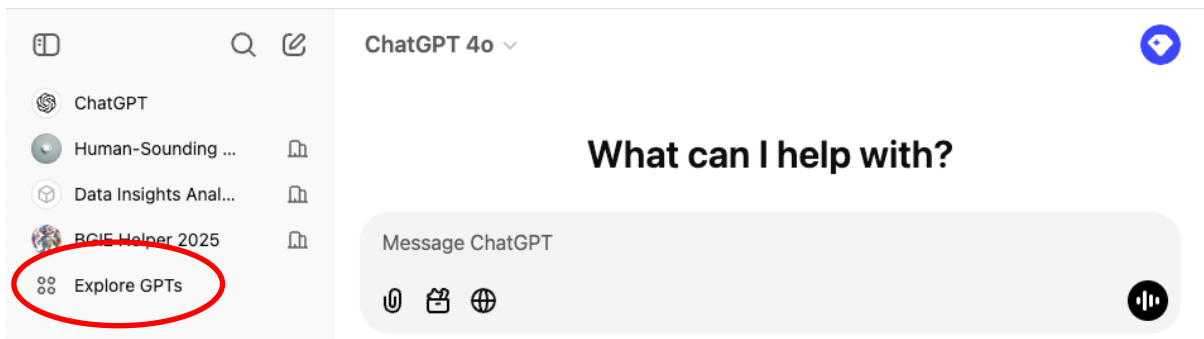 ChatGPT 4o
ChatGPT
Human-Sounding ...
Data Insights Anal...
BGIE Helper 2025
Explore GPTs
What can I help with?
Message ChatGPT